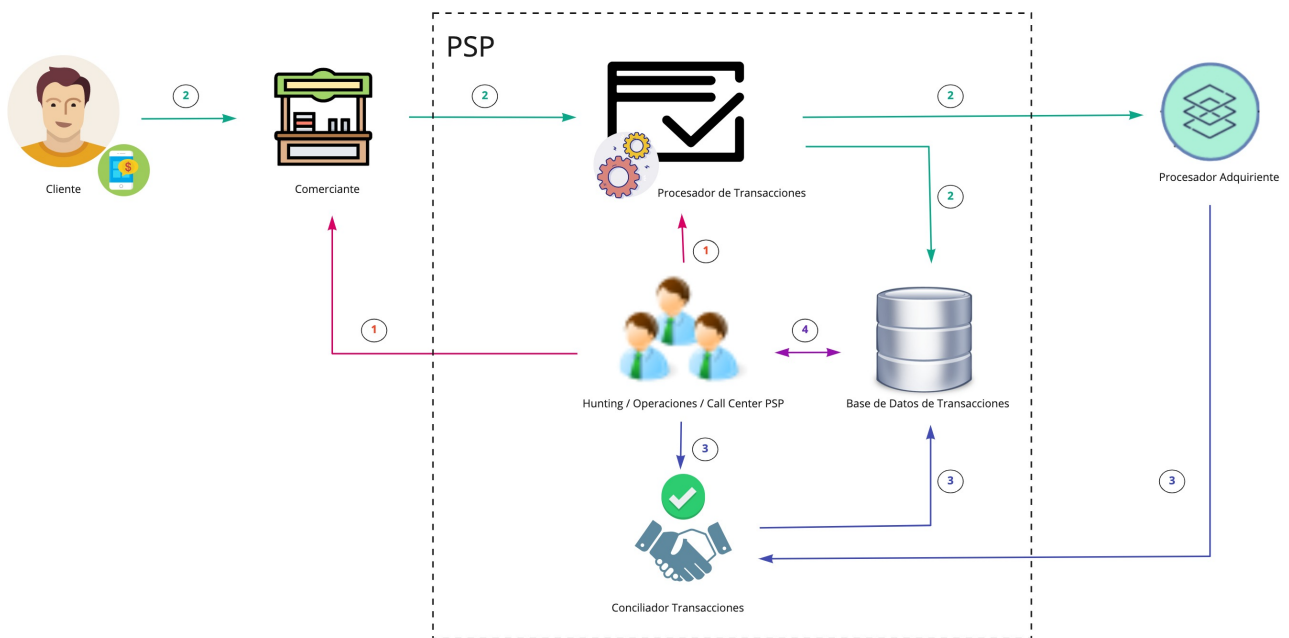 PSP
2
2
2
Cliente
Comerciante
Procesador de Transacciones
Procesador Adquiriente
2
1
1
4
Hunting / Operaciones / Call Center PSP
Base de Datos de Transacciones
3
3
3
Conciliador Transacciones